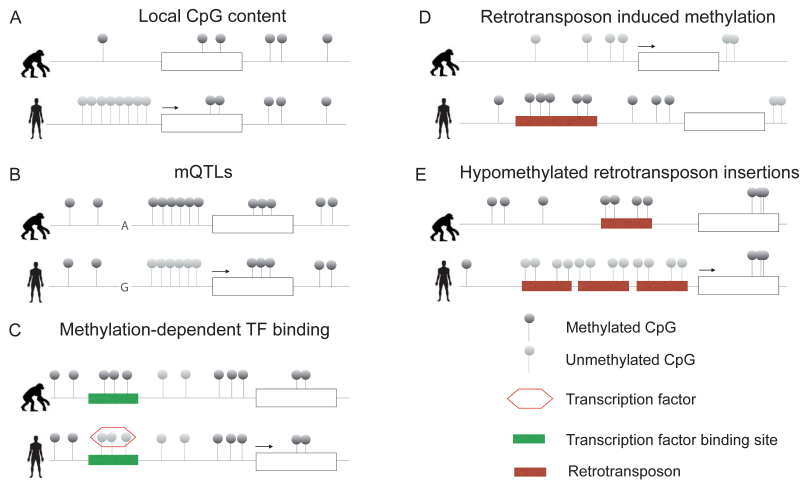 A Local CpG content
B mQTLs
A
G
C Methylation-dependent TF binding
D Retrotransposon induced methylation
E Hypomethylated retrotransposon insertions
Methylated CpG
Unmethylated CpG
Transcription factor
Transcription factor binding site
Retrotransposon